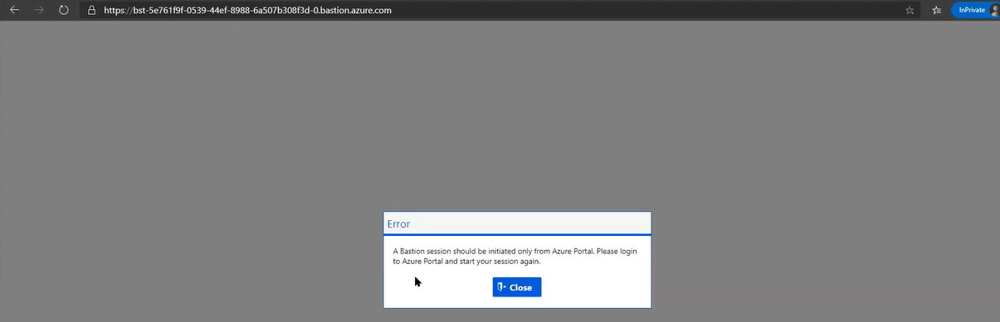 https://bst-5e761f9f-0539-44ef-8988-6a507b308f3d-0.bastion.azure.com
InPrivate
Error
A Bastion session should be initiated only from Azure Portal. Please login
to Azure Portal and start your session again.
Close